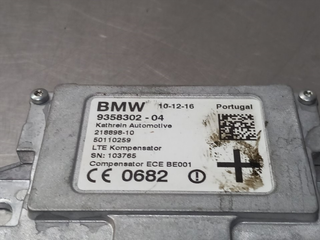 BMW 10-12-16 Portugal
9358302-04
Kathrein Automotive
218898-10
50110259
LTE Kompensator
SN: 103765
Compensator ECE BE001
CE 0682